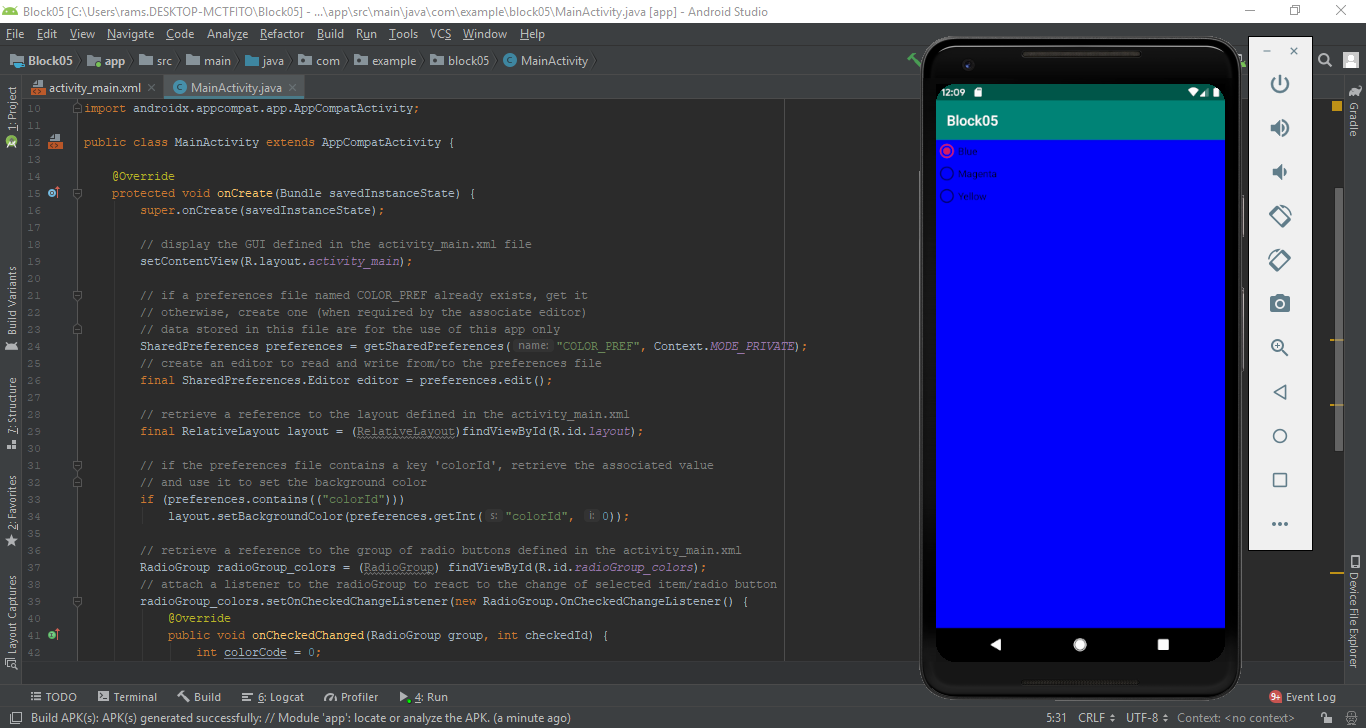 Block05 [C:\Users\rams.DESKTOP-MCTFITO\Block05] - ...\app\src\main\java\com\example\block05\MainActivity.java [app] - Android Studio
File Edit View Navigate Code Analyze Refactor Build Run Tools VCS Window Help
Block05 app src main java com example block05 MainActivity
activity_main.xml MainActivity.java
1: Project
Build Variants
7: Structure
2: Favorites
Layout Captures
10 import androidx.appcompat.app.AppCompatActivity;
11
12 public class MainActivity extends AppCompatActivity {
13
14 @Override
15 protected void onCreate(Bundle savedInstanceState) {
16 super.onCreate(savedInstanceState);
17
18 // display the GUI defined in the activity_main.xml file
19 setContentView(R.layout.activity_main);
20
21 // if a preferences file named COLOR_PREF already exists, get it
22 // otherwise, create one (when required by the associate editor)
23 // data stored in this file are for the use of this app only
24 SharedPreferences preferences = getSharedPreferences( name: "COLOR_PREF", Context.MODE_PRIVATE);
25 // create an editor to read and write from/to the preferences file
26 final SharedPreferences.Editor editor = preferences.edit();
27
28 // retrieve a reference to the layout defined in the activity_main.xml
29 final RelativeLayout layout = (RelativeLayout)findViewById(R.id.layout);
30
31 // if the preferences file contains a key 'colorId', retrieve the associated value
32 // and use it to set the background color
33 if (preferences.contains(("colorId")))
34 layout.setBackgroundColor(preferences.getInt( s: "colorId", i: 0));
35
36 // retrieve a reference to the group of radio buttons defined in the activity_main.xml
37 RadioGroup radioGroup_colors = (RadioGroup) findViewById(R.id.radioGroup_colors);
38 // attach a listener to the radioGroup to react to the change of selected item/radio button
39 radioGroup_colors.setOnCheckedChangeListener(new RadioGroup.OnCheckedChangeListener() {
40 @Override
41 public void onCheckedChanged(RadioGroup group, int checkedId) {
42 int colorCode = 0;
12:09
Block05
Blue
Magenta
Yellow
Gradle
Device File Explorer
TODO Terminal Build 6: Logcat Profiler 4: Run 9+ Event Log
Build APK(s): APK(s) generated successfully: // Module 'app': locate or analyze the APK. (a minute ago) 5:31 CRLF UTF-8 Context: <no context>